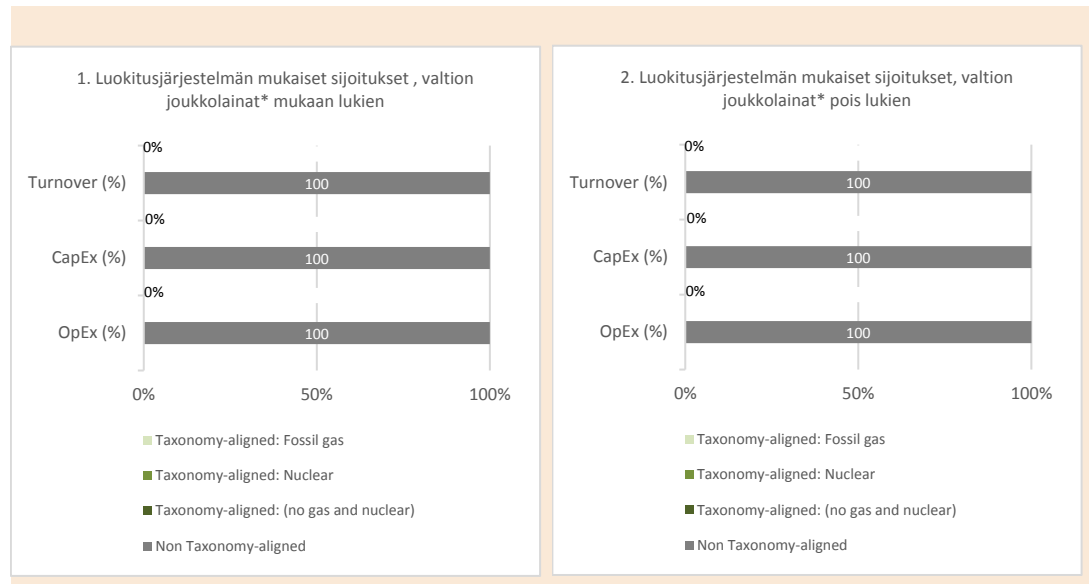 1. Luokitusjärjestelmän mukaiset sijoitukset , valtion
joukkolainat* mukaan lukien
0%
Turnover (%)
100
0%
CapEx (%)
100
0%
OpEx (%)
100
0%
50%
100%
Taxonomy-aligned: Fossil gas
Taxonomy-aligned: Nuclear
Taxonomy-aligned: (no gas and nuclear)
Non Taxonomy-aligned
2. Luokitusjärjestelmän mukaiset sijoitukset, valtion
joukkolainat* pois lukien
0%
Turnover (%)
100
0%
CapEx (%)
100
0%
OpEx (%)
100
0%
50%
100%
Taxonomy-aligned: Fossil gas
Taxonomy-aligned: Nuclear
Taxonomy-aligned: (no gas and nuclear)
Non Taxonomy-aligned